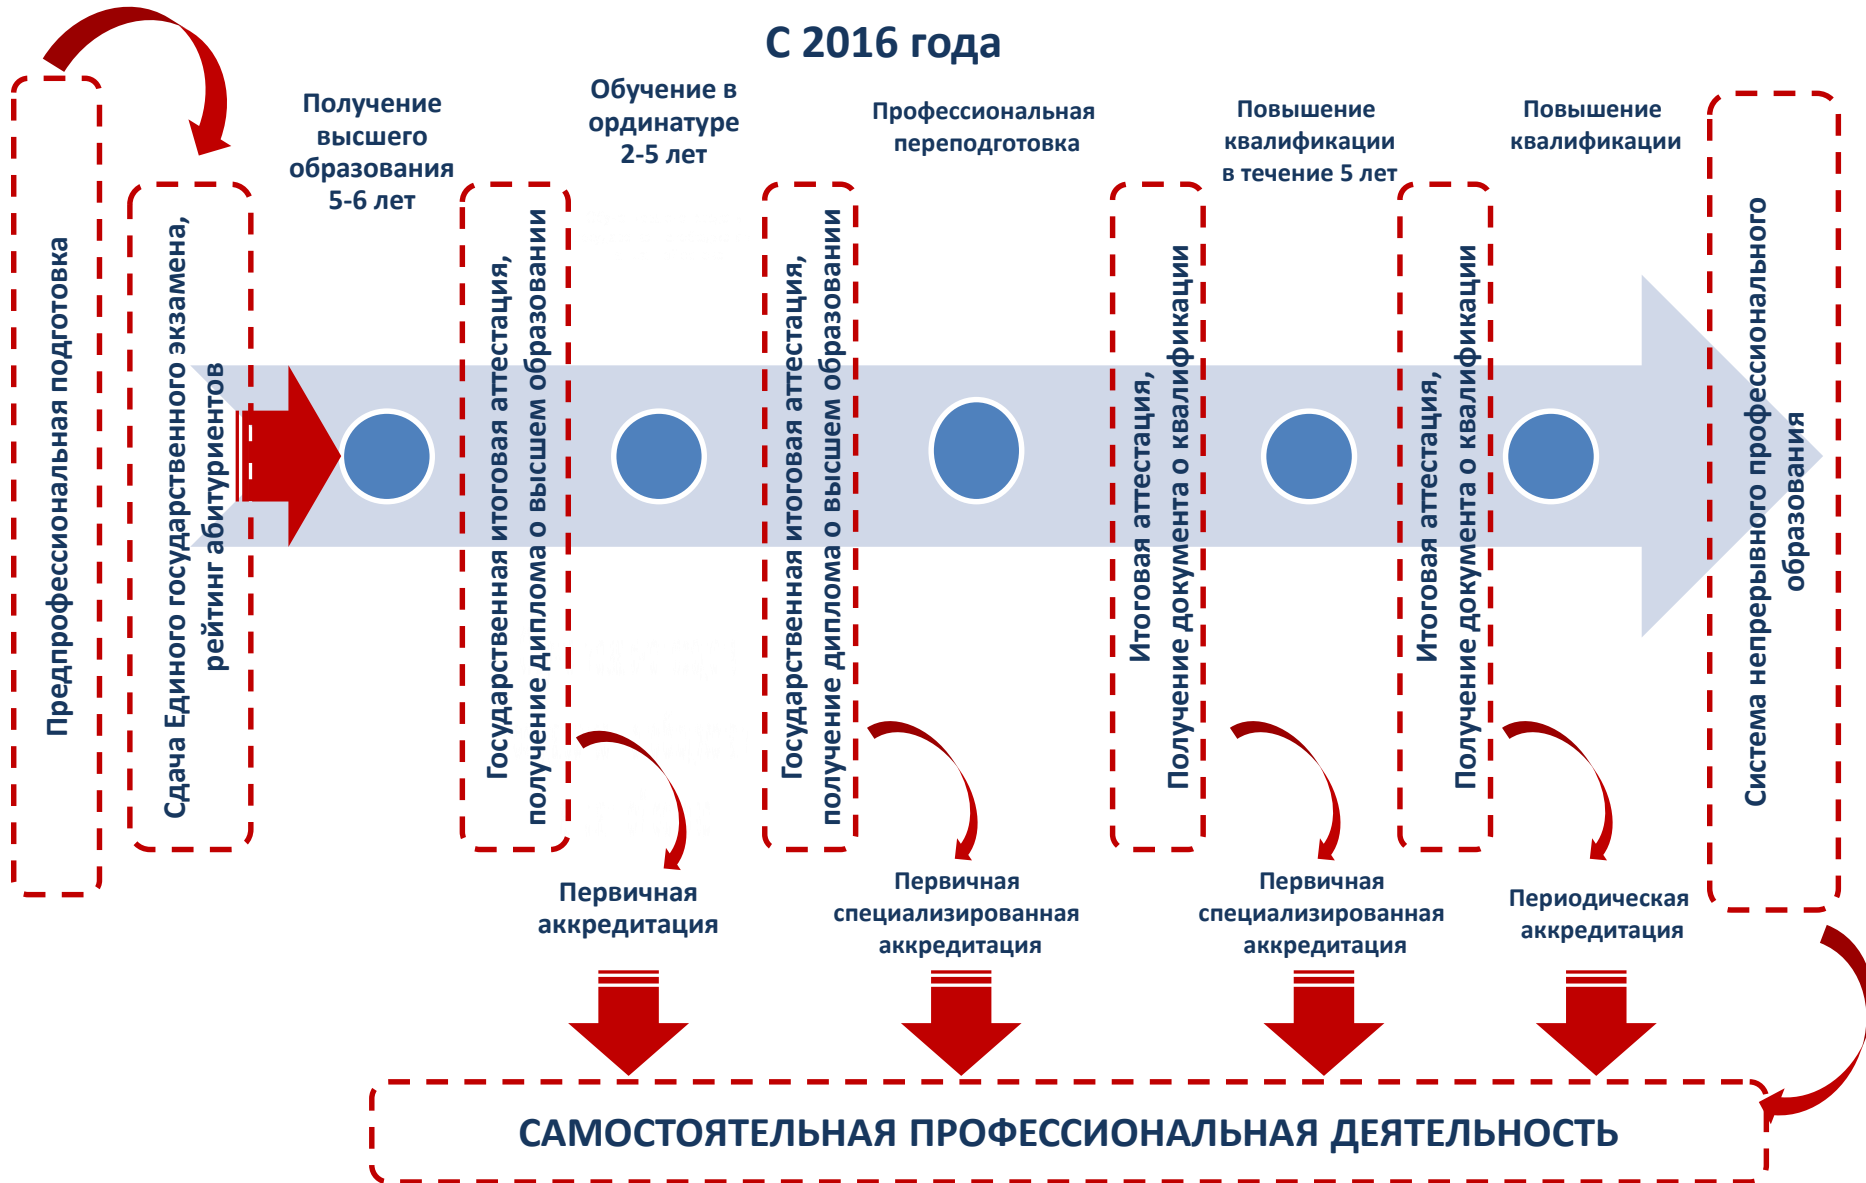 С 2016 года
Получение
высшего
образования
5-6 лет
Обучение в
ординатуре
2-5 лет
Профессиональная
переподготовка
Повышение
квалификации
в течение 5 лет
Повышение
квалификации
Предпрофессиональная подготовка
Сдача Единого государственного экзамена,
рейтинг абитуриентов
Государственная итоговая аттестация,
получение диплома о высшем образовании
Государственная итоговая аттестация,
получение диплома о высшем образовании
Итоговая аттестация,
Получение документа о квалификации
Итоговая аттестация,
Получение документа о квалификации
Система непрерывного профессионального
образования
Первичная
аккредитация
Первичная
специализированная
аккредитация
Первичная
специализированная
аккредитация
Периодическая
аккредитация
САМОСТОЯТЕЛЬНАЯ ПРОФЕССИОНАЛЬНАЯ ДЕЯТЕЛЬНОСТЬ